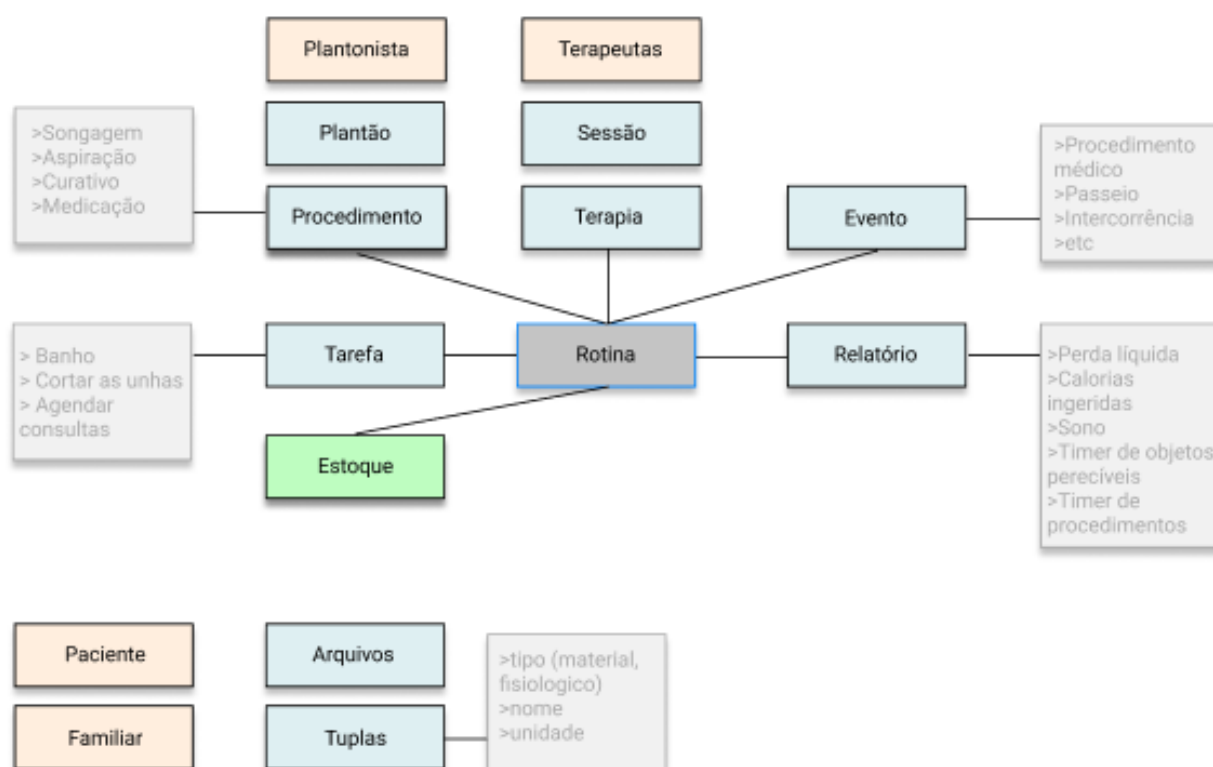 Plantonista
Terapeutas
Plantão
Sessão
>Songagem
>Aspiração
>Curativo
>Medicação
>Procedimento
médico
>Passeio
>Intercorrência
>etc
Procedimento
Terapia
Evento
> Banho
> Cortar as unhas
> Agendar
consultas
Tarefa
Rotina
Relatório
>Perda líquida
>Calorias
ingeridas
>Sono
>Timer de objetos
perecíveis
>Timer de
procedimentos
Estoque
Paciente
Arquivos
>tipo (material,
fisiologico)
>nome
>unidade
Familiar
Tuplas